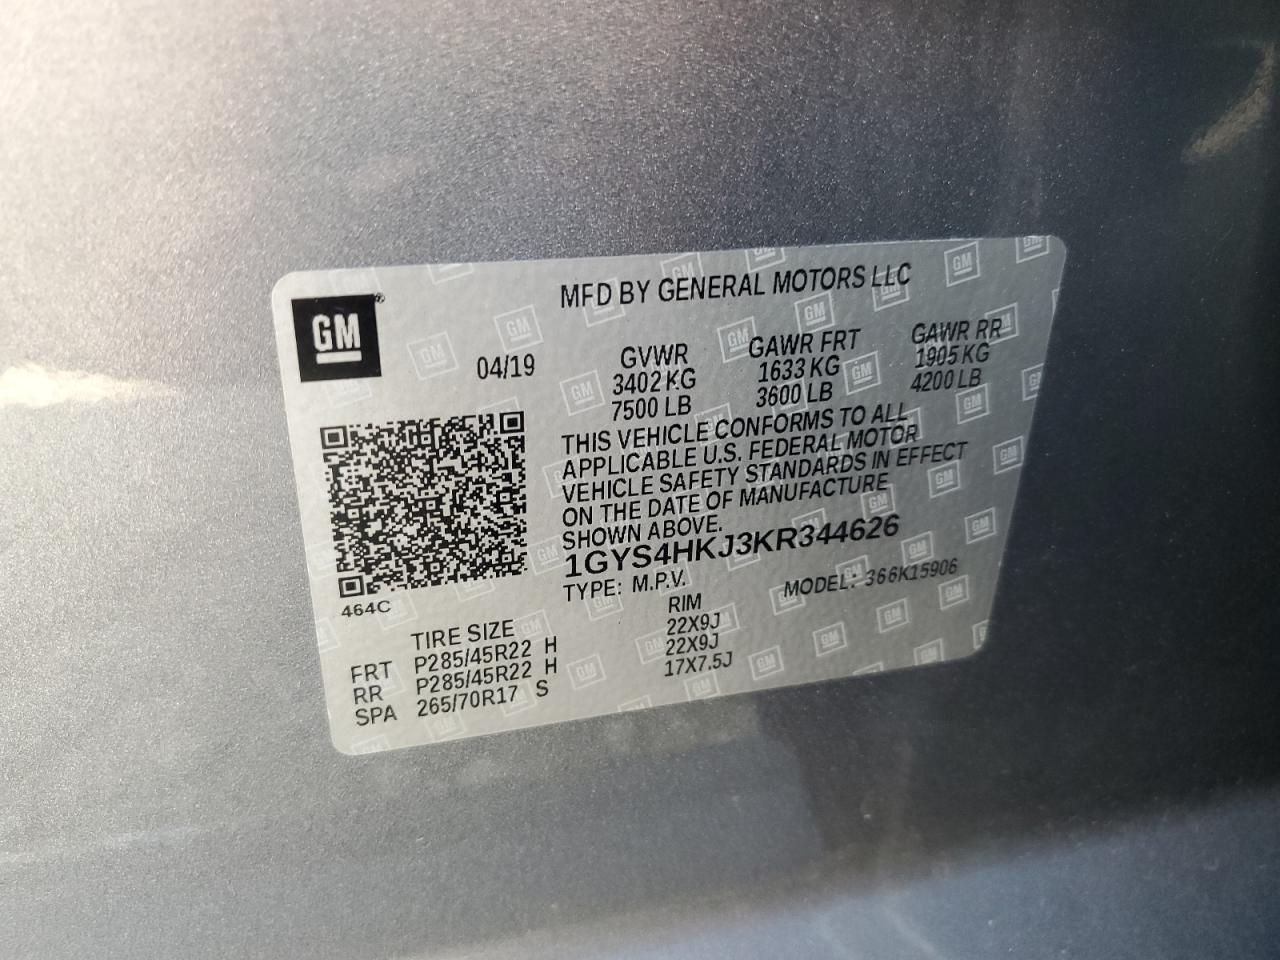 GM
MFD BY GENERAL MOTORS LLC
04/19
GVWR GAWR FRT GAWR RR
3402 KG 1633 KG 1905 KG
7500 LB 3600 LB 4200 LB
THIS VEHICLE CONFORMS TO ALL
APPLICABLE U.S. FEDERAL MOTOR
VEHICLE SAFETY STANDARDS IN EFFECT
ON THE DATE OF MANUFACTURE
SHOWN ABOVE.
1GYS4HKJ3KR344626
TYPE: M.P.V. MODEL: 366K15906
464C
TIRE SIZE RIM
FRT P285/45R22 H 22X9J
RR P285/45R22 H 22X9J
SPA 265/70R17 S 17X7.5J